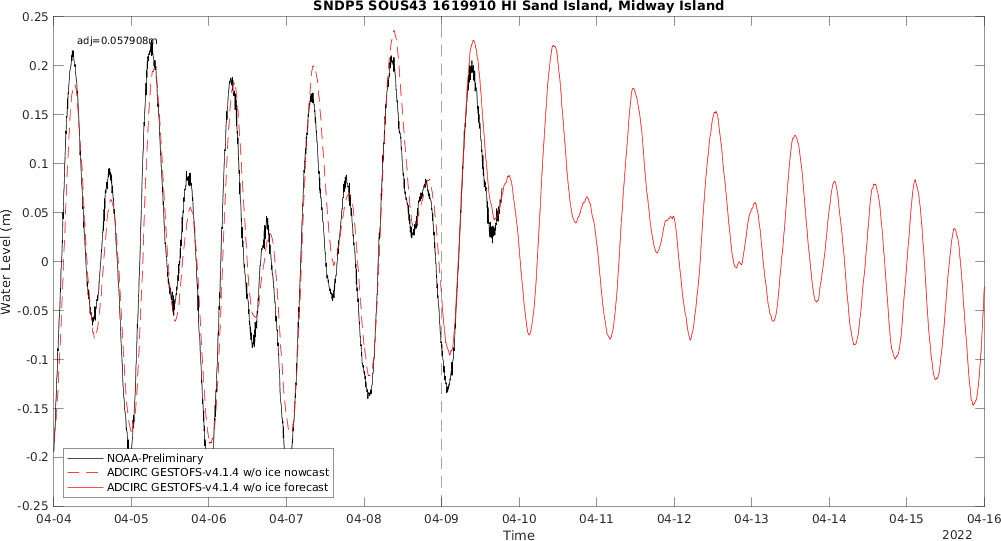 SNDP5 SOUS43 1619910 HI Sand Island, Midway Island
adj=0.057908m
0.25
0.2
0.15
0.1
0.05
0
-0.05
-0.1
-0.15
-0.2
-0.25
Water Level (m)
NOAA-Preliminary
ADCIRC GESTOFS-v4.1.4 w/o ice nowcast
ADCIRC GESTOFS-v4.1.4 w/o ice forecast
04-04 04-05 04-06 04-07 04-08 04-09 04-10 04-11 04-12 04-13 04-14 04-15 04-16
Time
2022